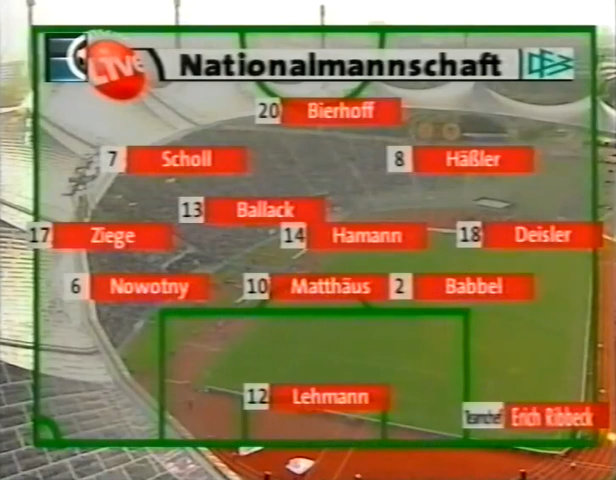 LIVE Nationalmannschaft DFB
20 Bierhoff
7 Scholl
8 Häßler
13 Ballack
17 Ziege
14 Hamann
18 Deisler
6 Nowotny
10 Matthäus
2 Babbel
12 Lehmann
Teamchef Erich Ribbeck